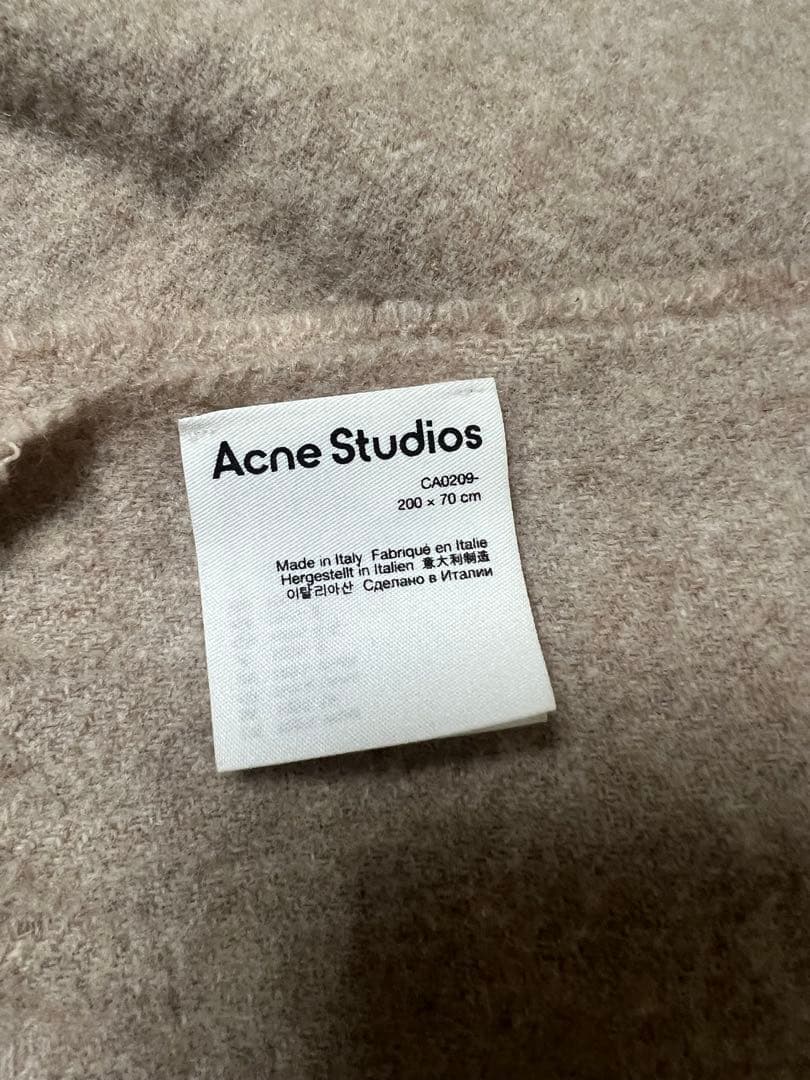 Acne Studios
CA0209-
200 × 70 cm
Made in Italy Fabriqué en Italie
Hergestellt in Italien 意大利制造
이탈리아산 Сделано в Италии